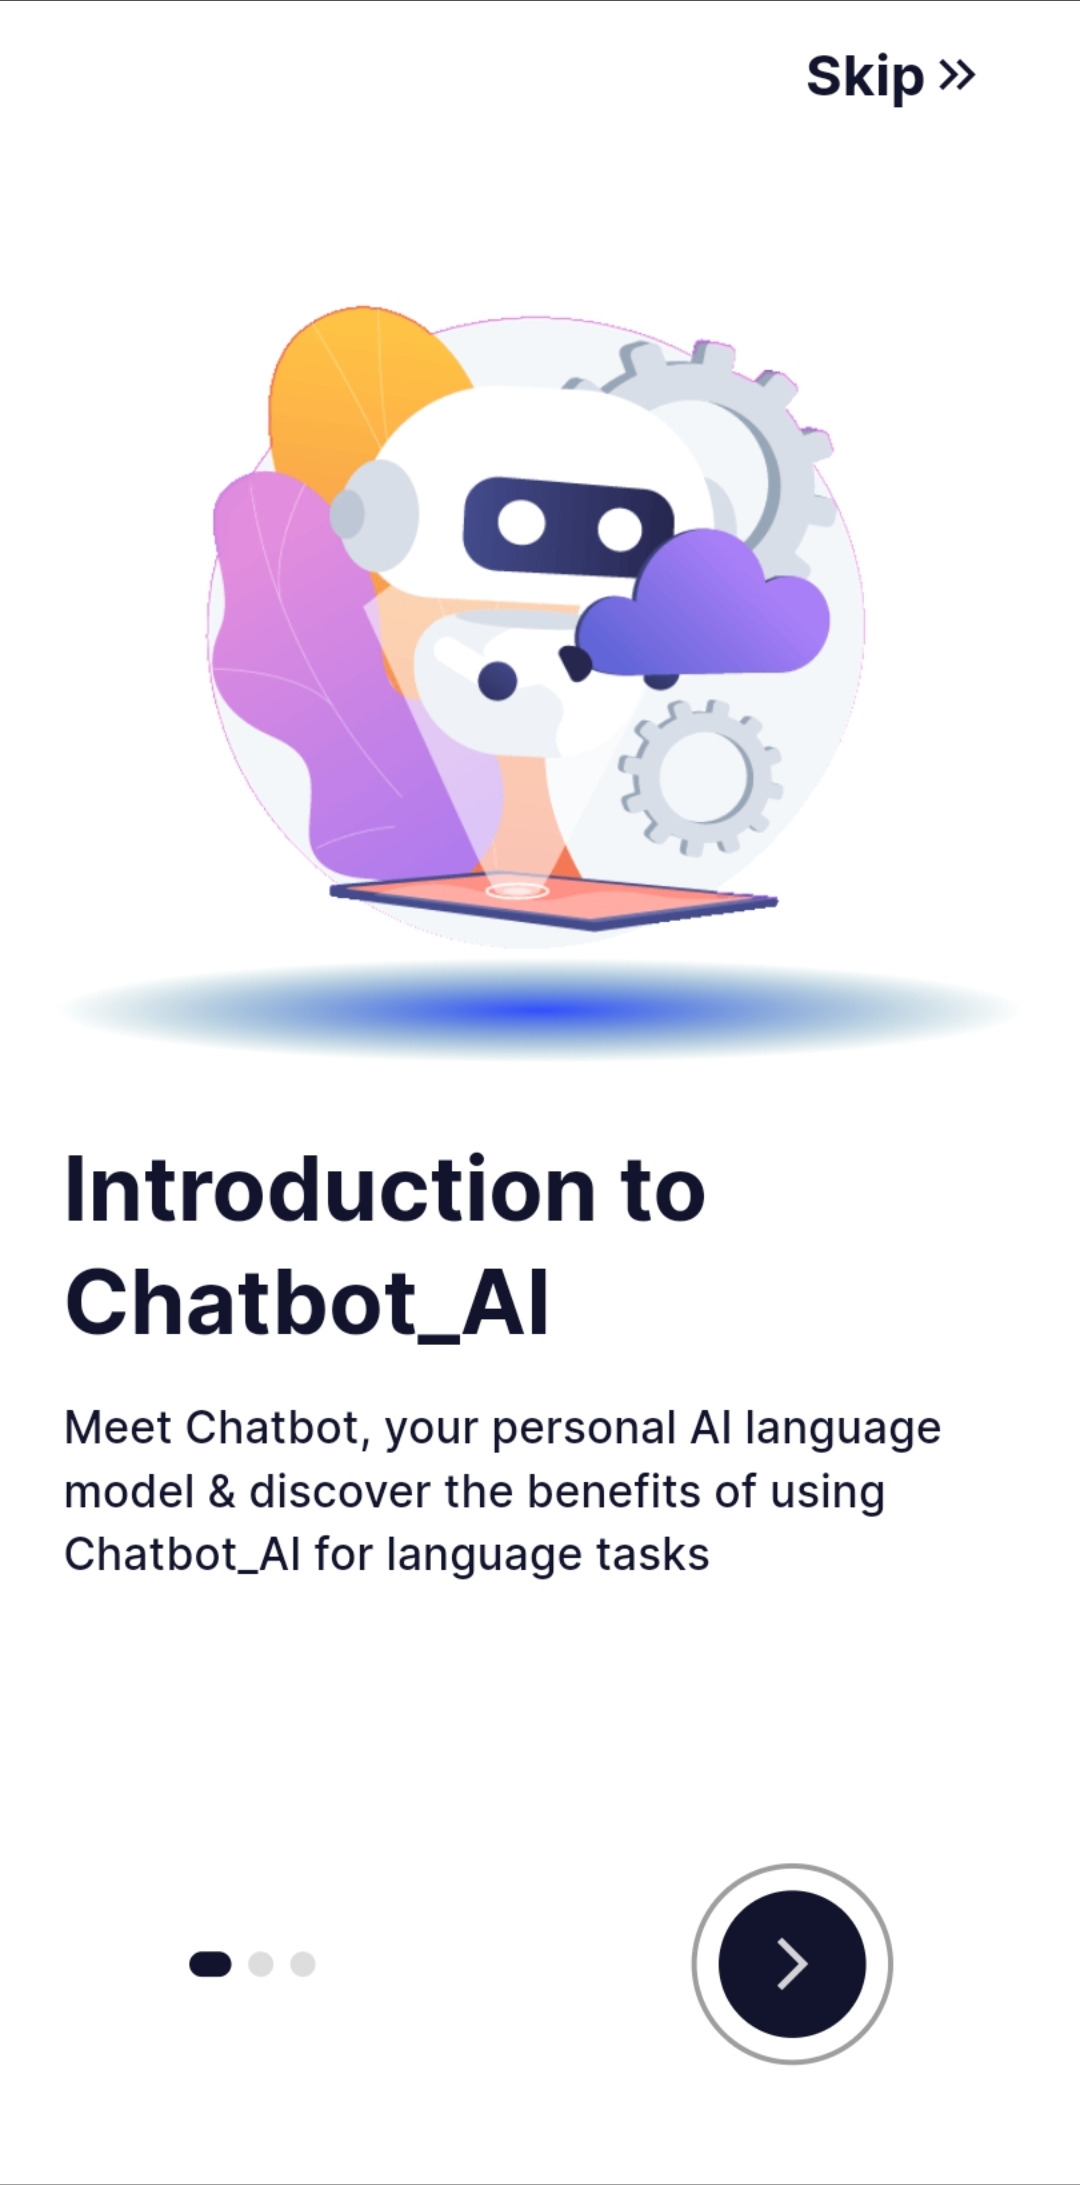 Skip
Introduction to
Chatbot_AI
Meet Chatbot, your personal AI language
model & discover the benefits of using
Chatbot_AI for language tasks